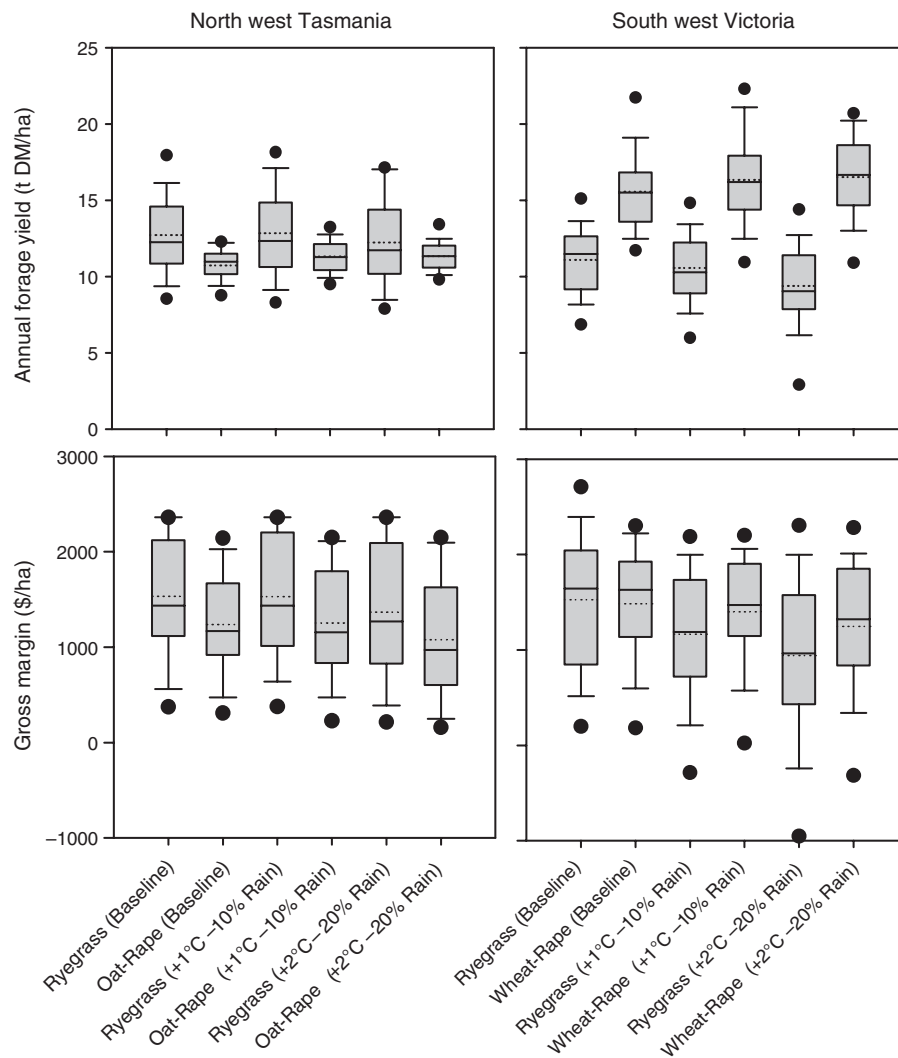 North west Tasmania
South west Victoria
Annual forage yield (t DM/ha)
25
20
15
10
5
0
Gross margin ($/ha)
3000
2000
1000
0
–1000
Ryegrass (Baseline)
Oat-Rape (Baseline)
Ryegrass (+1°C –10% Rain)
Oat-Rape (+1°C –10% Rain)
Ryegrass (+2°C –20% Rain)
Oat-Rape (+2°C –20% Rain)
Ryegrass (Baseline)
Wheat-Rape (Baseline)
Ryegrass (+1°C –10% Rain)
Wheat-Rape (+1°C –10% Rain)
Ryegrass (+2°C –20% Rain)
Wheat-Rape (+2°C –20% Rain)